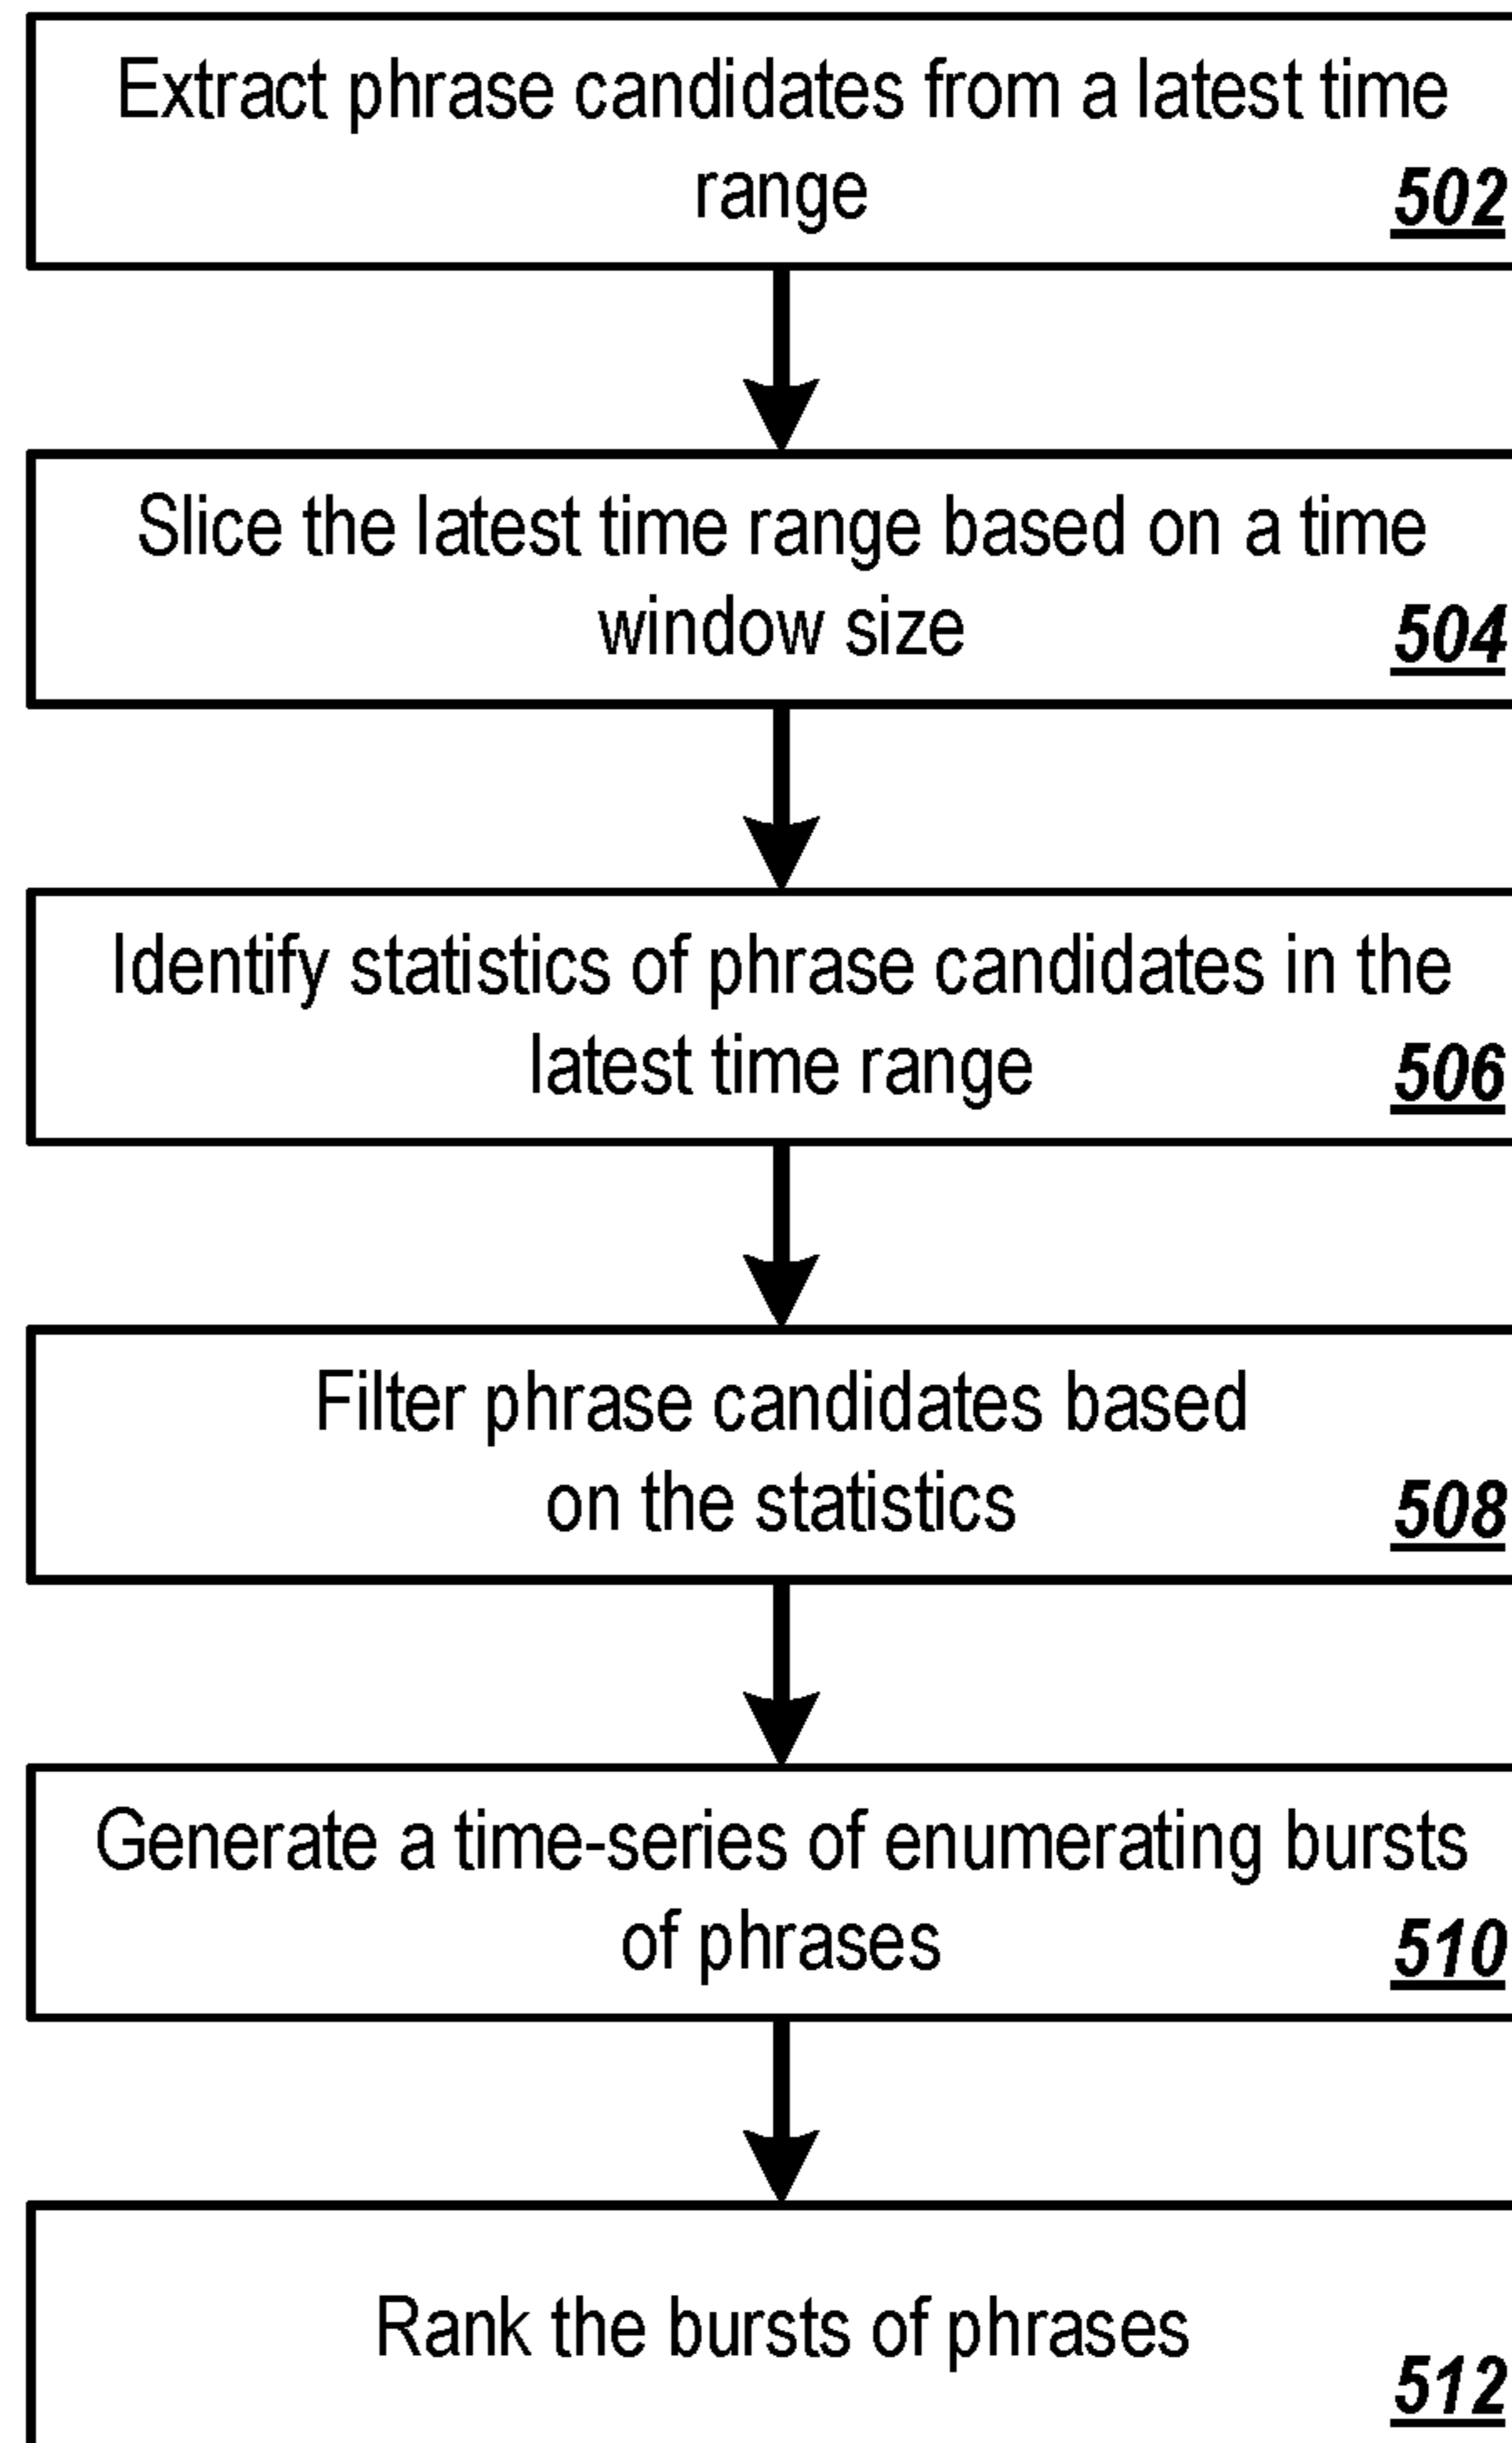 Extract phrase candidates from a latest time
range
502
Slice the latest time range based on a time
window size
504
Identify statistics of phrase candidates in the
latest time range
506
Filter phrase candidates based
on the statistics
508
Generate a time-series of enumerating bursts
of phrases
510
Rank the bursts of phrases
512